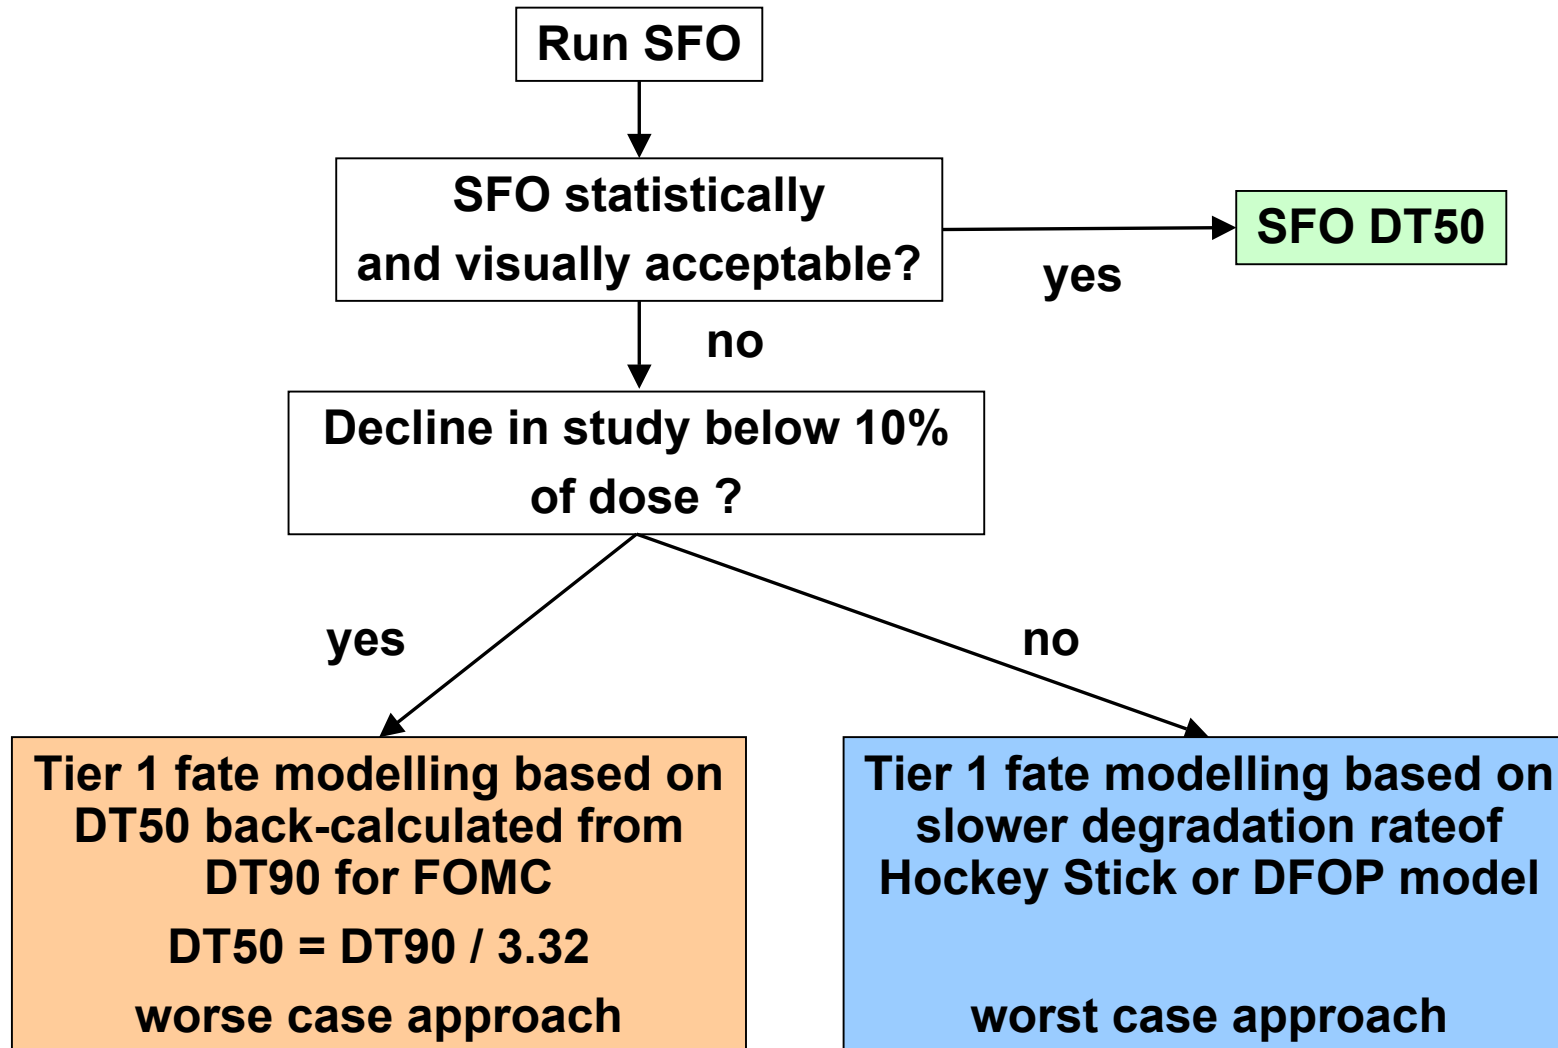 Run SFO
SFO statistically
and visually acceptable?
SFO DT50
yes
no
Decline in study below 10%
of dose ?
yes
no
Tier 1 fate modelling based on
DT50 back-calculated from
DT90 for FOMC
DT50 = DT90 / 3.32
worse case approach
Tier 1 fate modelling based on
slower degradation rateof
Hockey Stick or DFOP model
worst case approach